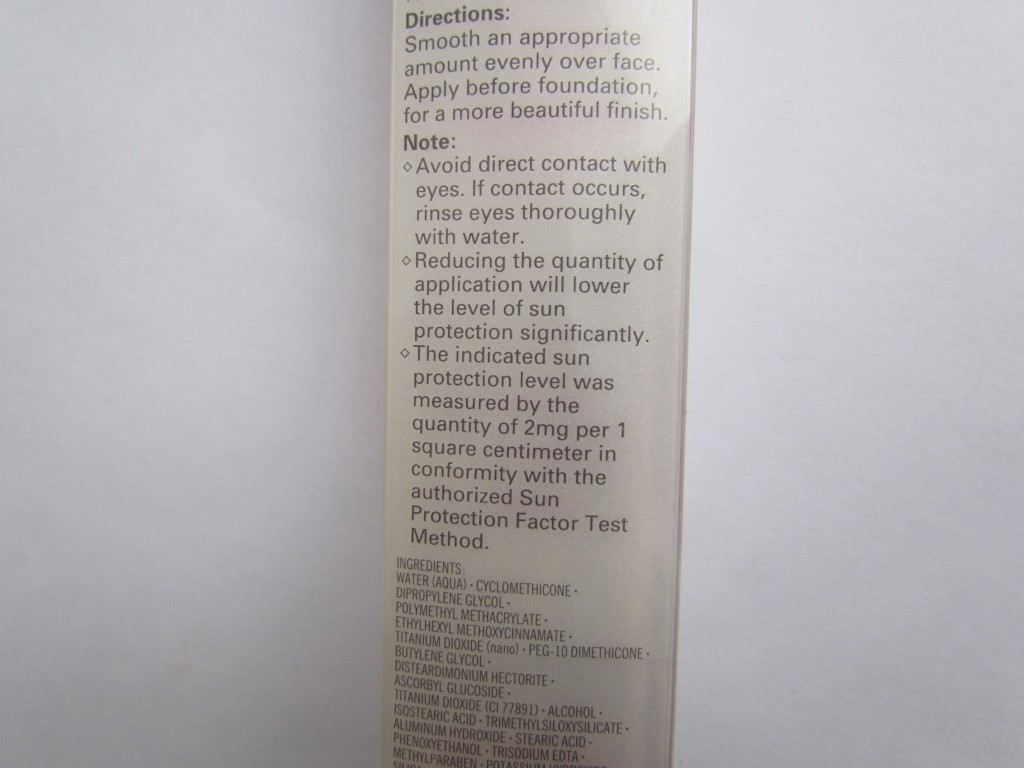 Directions:
Smooth an appropriate
amount evenly over face.
Apply before foundation,
for a more beautiful finish.
Note:
◇Avoid direct contact with
eyes. If contact occurs,
rinse eyes thoroughly
with water.
◇Reducing the quantity of
application will lower
the level of sun
protection significantly.
◇The indicated sun
protection level was
measured by the
quantity of 2mg per 1
square centimeter in
conformity with the
authorized Sun
Protection Factor Test
Method.
INGREDIENTS:
WATER (AQUA)・CYCLOMETHICONE・
DIPROPYLENE GLYCOL・
POLYMETHYL METHACRYLATE・
ETHYLHEXYL METHOXYCINNAMATE・
TITANIUM DIOXIDE (nano)・PEG-10 DIMETHICONE・
BUTYLENE GLYCOL・
DISTEARDIMONIUM HECTORITE・
ASCORBYL GLUCOSIDE・
TITANIUM DIOXIDE (CI 77891)・ALCOHOL・
ISOSTEARIC ACID・TRIMETHYLSILOXYSILICATE・
ALUMINUM HYDROXIDE・STEARIC ACID・
PHENOXYETHANOL・TRISODIUM EDTA・
METHYLPARABEN・POTASSIUM HYDROXIDE